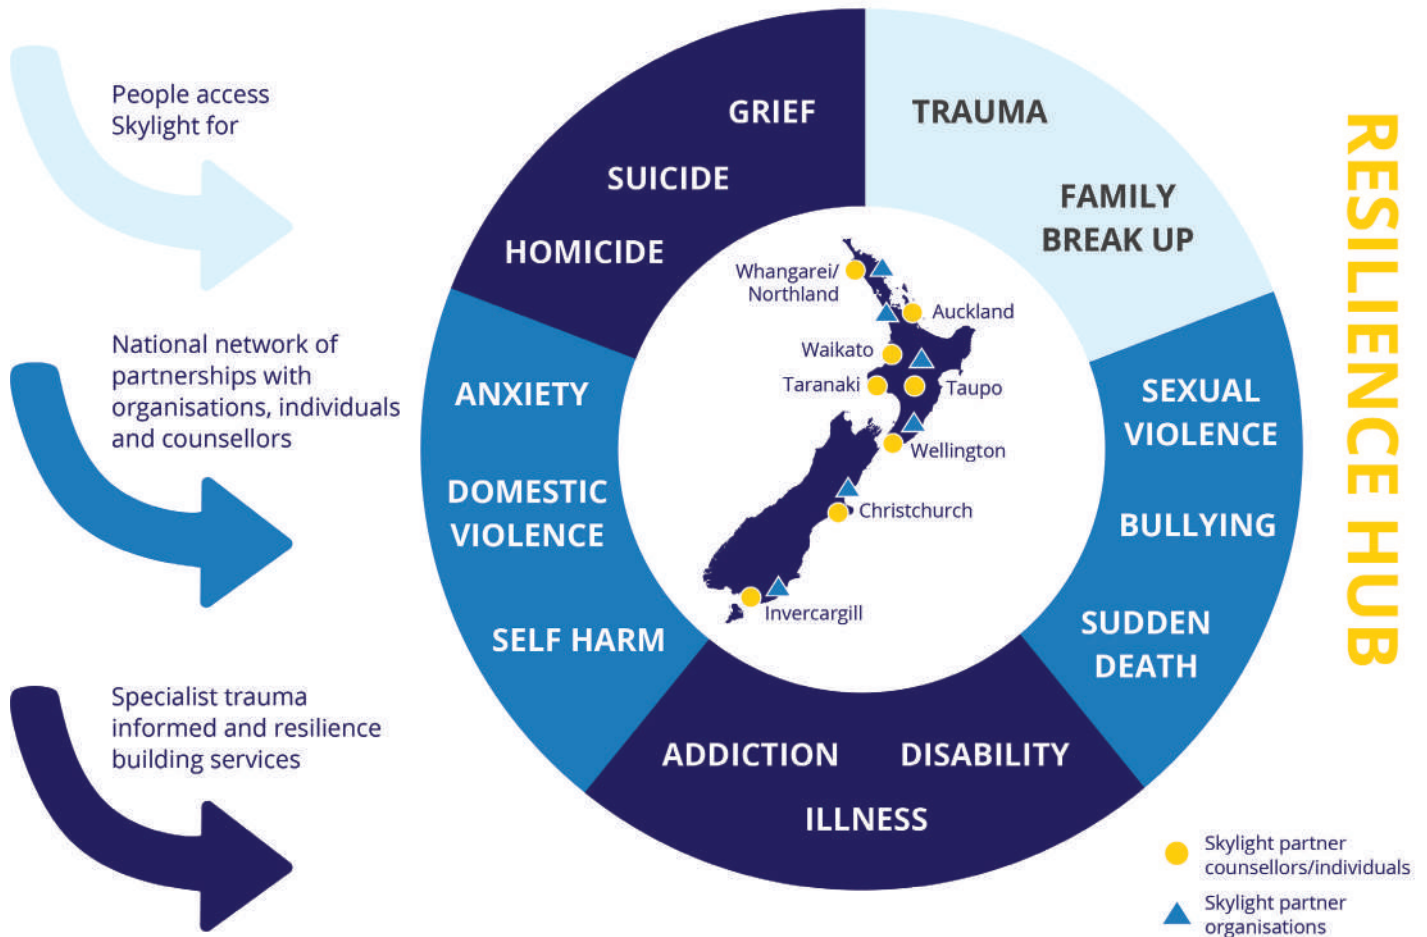 People access
Skylight for
National network of
partnerships with
organisations, individuals
and counsellors
Specialist trauma
informed and resilience
building services
GRIEF
SUICIDE
HOMICIDE
TRAUMA
FAMILY
BREAK UP
ANXIETY
DOMESTIC
VIOLENCE
SELF HARM
SEXUAL
VIOLENCE
BULLYING
SUDDEN
DEATH
ADDICTION
DISABILITY
ILLNESS
Whangarei/
Northland
Auckland
Waikato
Taranaki
Taupo
Wellington
Christchurch
Invercargill
RESILIENCE HUB
Skylight partner
counsellors/individuals
Skylight partner
organisations